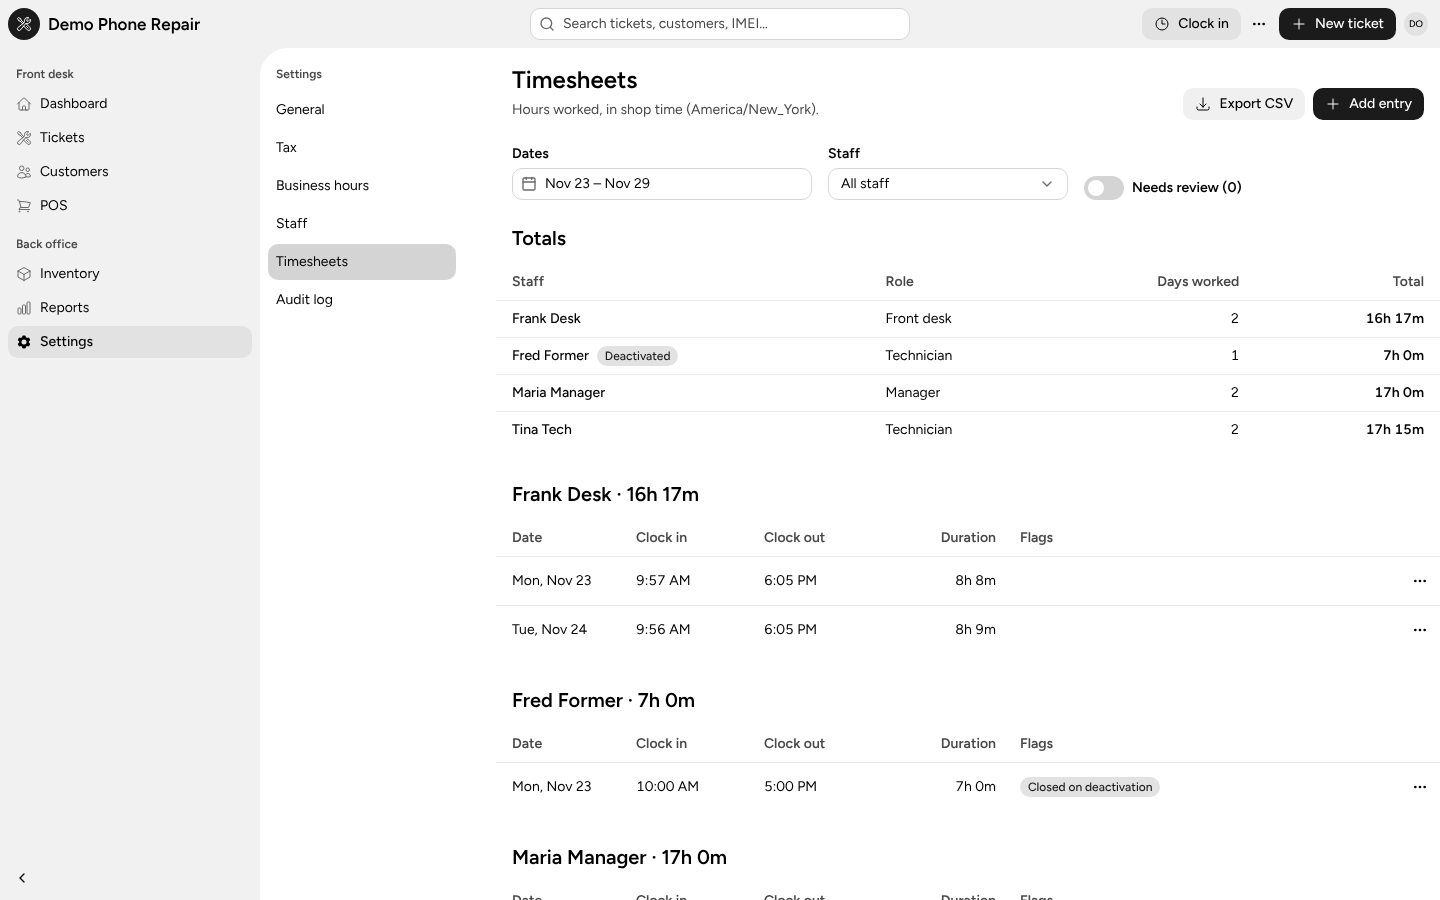 Demo Phone Repair
Search tickets, customers, IMEI...
Clock in
New ticket
DO
Front desk
Dashboard
Tickets
Customers
POS
Back office
Inventory
Reports
Settings
Settings
General
Tax
Business hours
Staff
Timesheets
Audit log
Timesheets
Hours worked, in shop time (America/New_York).
Export CSV
Add entry
Dates
Nov 23 – Nov 29
Staff
All staff
Needs review (0)
Totals
Staff Role Days worked Total
Frank Desk Front desk 2 16h 17m
Fred Former Deactivated Technician 1 7h 0m
Maria Manager Manager 2 17h 0m
Tina Tech Technician 2 17h 15m
Frank Desk · 16h 17m
Date Clock in Clock out Duration Flags
Mon, Nov 23 9:57 AM 6:05 PM 8h 8m
Tue, Nov 24 9:56 AM 6:05 PM 8h 9m
Fred Former · 7h 0m
Date Clock in Clock out Duration Flags
Mon, Nov 23 10:00 AM 5:00 PM 7h 0m Closed on deactivation
Maria Manager · 17h 0m
Date Clock in Clock out Duration Flags